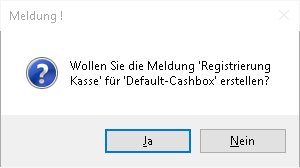 Meldung !
Wollen Sie die Meldung 'Registrierung
Kasse' für 'Default-Cashbox' erstellen?
Ja
Nein